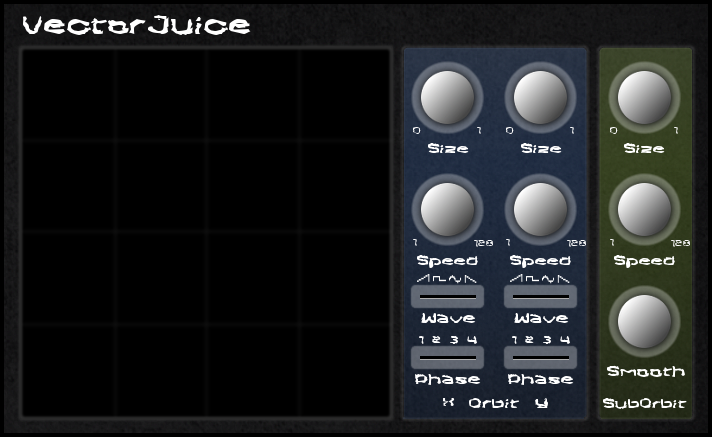 VectorJuice
0 1 0 1 0 1
Size Size Size
1 128 1 128 1 128
Speed Speed Speed
Wave Wave
1 2 3 4 1 2 3 4
Smooth
Phase Phase
X Orbit Y SubOrbit